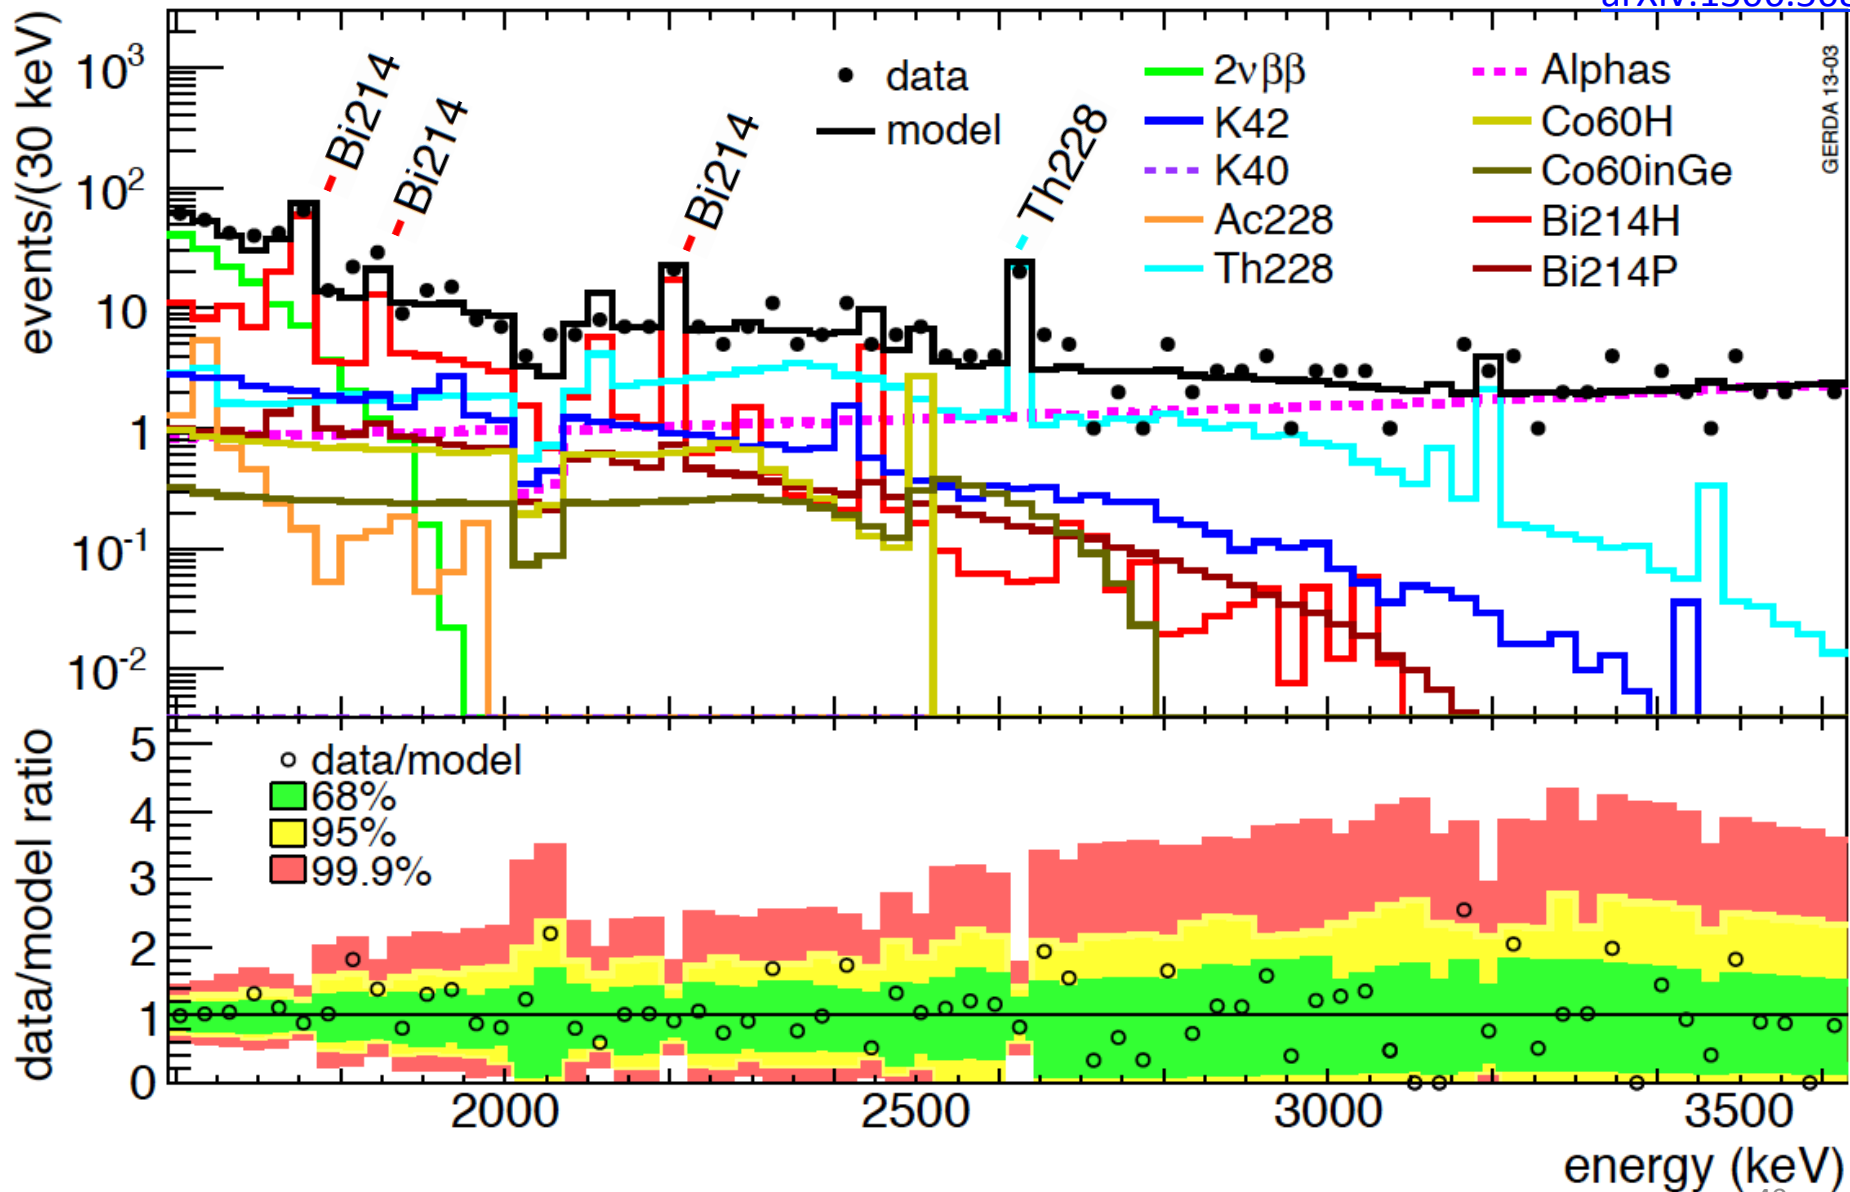 events/(30 keV)
10³
10²
10
1
10⁻¹
10⁻²
Bi214
Bi214
Bi214
Th228
data
model
2νββ
K42
K40
Ac228
Th228
Alphas
Co60H
Co60inGe
Bi214H
Bi214P
GERDA 13-03
data/model ratio
5
4
3
2
1
0
data/model
68%
95%
99.9%
2000
2500
3000
3500
energy (keV)